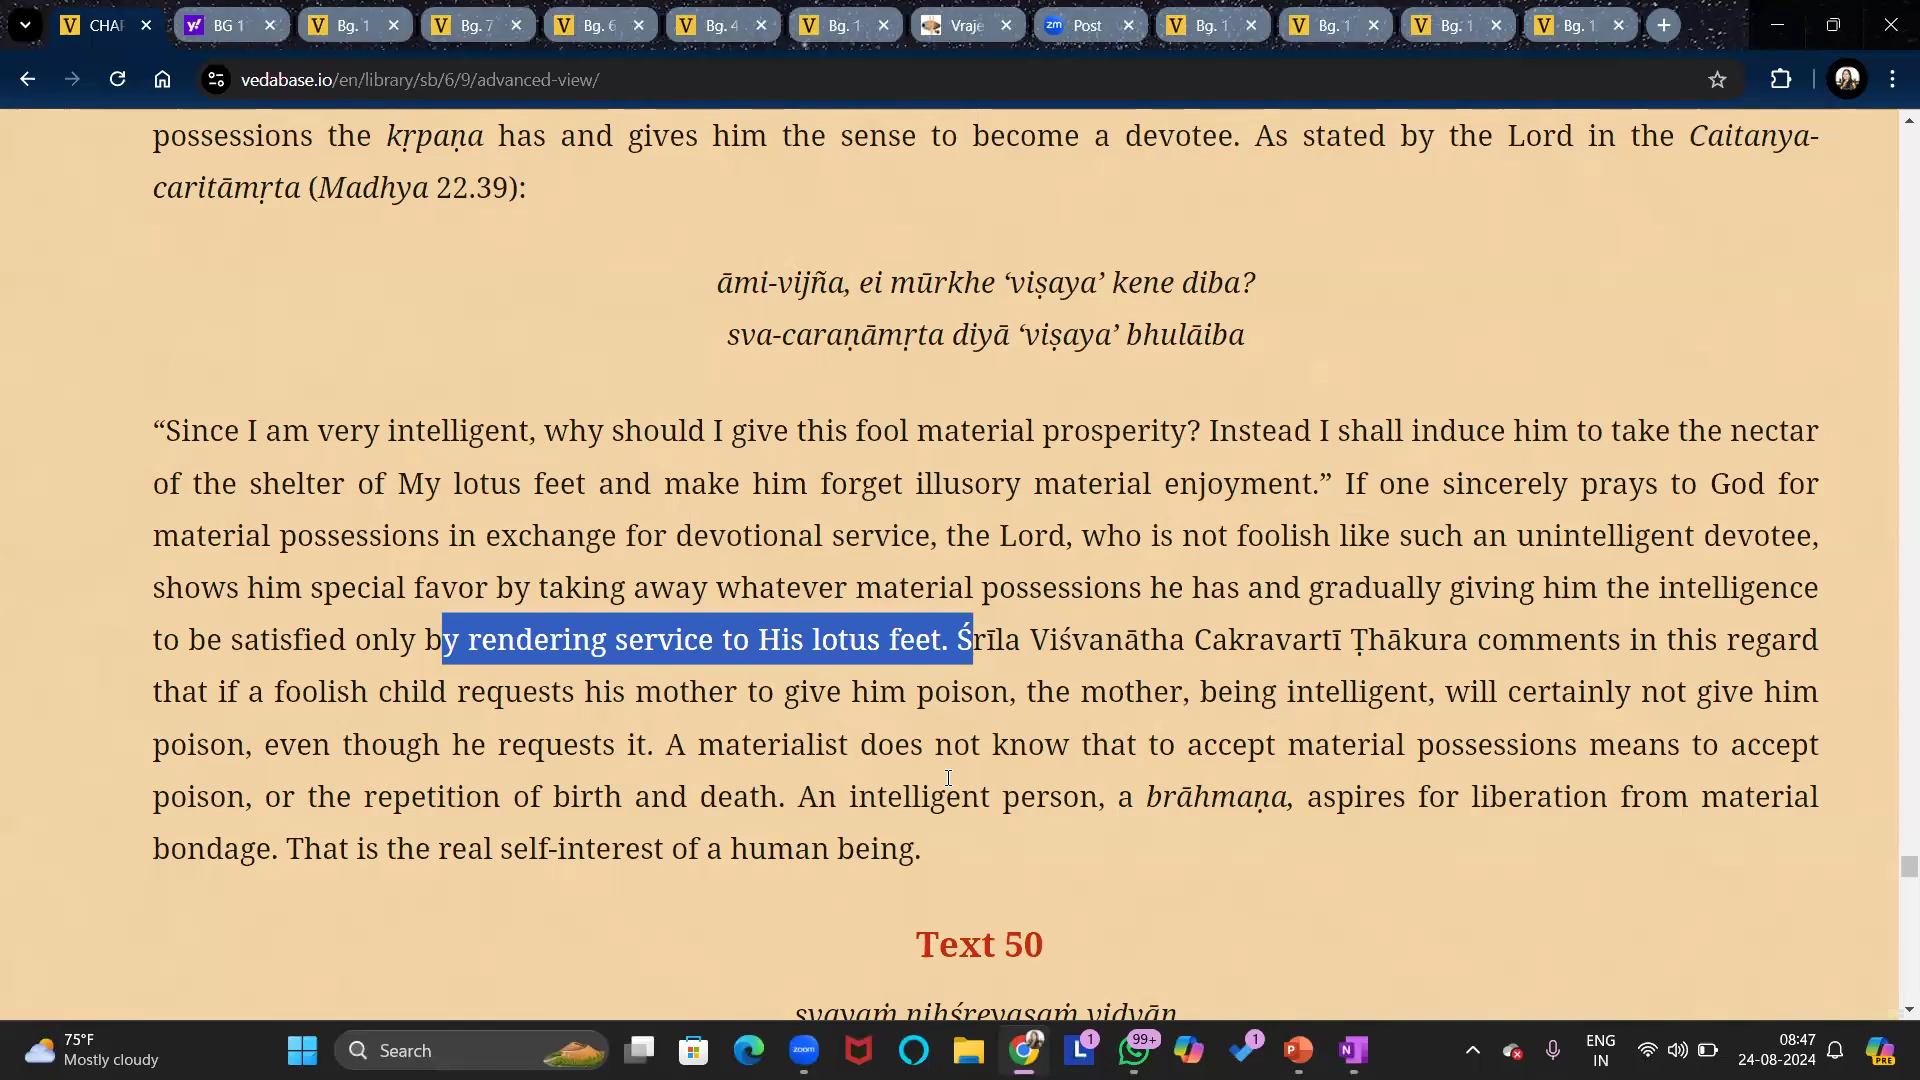 CHAP
BG 1
Bg. 1
Bg. 7
Bg. 6
Bg. 4
Bg. 1
Vraje
zm Post
Bg. 1
Bg. 1
Bg. 1
Bg. 1
vedabase.io/en/library/sb/6/9/advanced-view/
possessions the kṛpaṇa has and gives him the sense to become a devotee. As stated by the Lord in the Caitanya-
caritāmṛta (Madhya 22.39):
āmi-vijña, ei mūrkhe ‘viṣaya’ kene diba?
sva-caraṇāmṛta diyā ‘viṣaya’ bhulāiba
“Since I am very intelligent, why should I give this fool material prosperity? Instead I shall induce him to take the nectar
of the shelter of My lotus feet and make him forget illusory material enjoyment.” If one sincerely prays to God for
material possessions in exchange for devotional service, the Lord, who is not foolish like such an unintelligent devotee,
shows him special favor by taking away whatever material possessions he has and gradually giving him the intelligence
to be satisfied only by rendering service to His lotus feet. Śrīla Viśvanātha Cakravartī Ṭhākura comments in this regard
that if a foolish child requests his mother to give him poison, the mother, being intelligent, will certainly not give him
poison, even though he requests it. A materialist does not know that to accept material possessions means to accept
poison, or the repetition of birth and death. An intelligent person, a brāhmaṇa, aspires for liberation from material
bondage. That is the real self-interest of a human being.
Text 50
svayaṁ niḥśreyasaṁ vidvān
75°F
Mostly cloudy
Search
zoom
L 1
99+
1
ENG
IN
08:47
24-08-2024
PRE